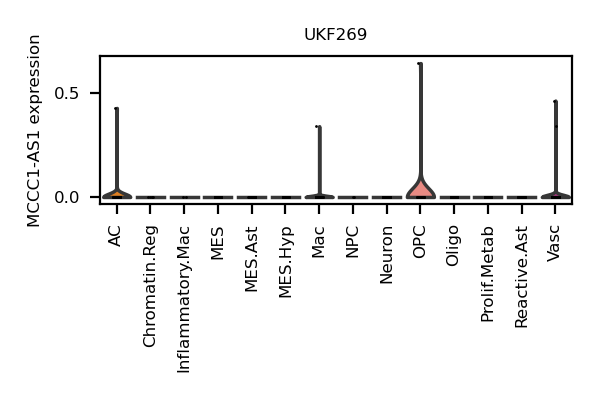 UKF269
MCCC1-AS1 expression
0.5
0.0
AC
Chromatin.Reg
Inflammatory.Mac
MES
MES.Ast
MES.Hyp
Mac
NPC
Neuron
OPC
Oligo
Prolif.Metab
Reactive.Ast
Vasc